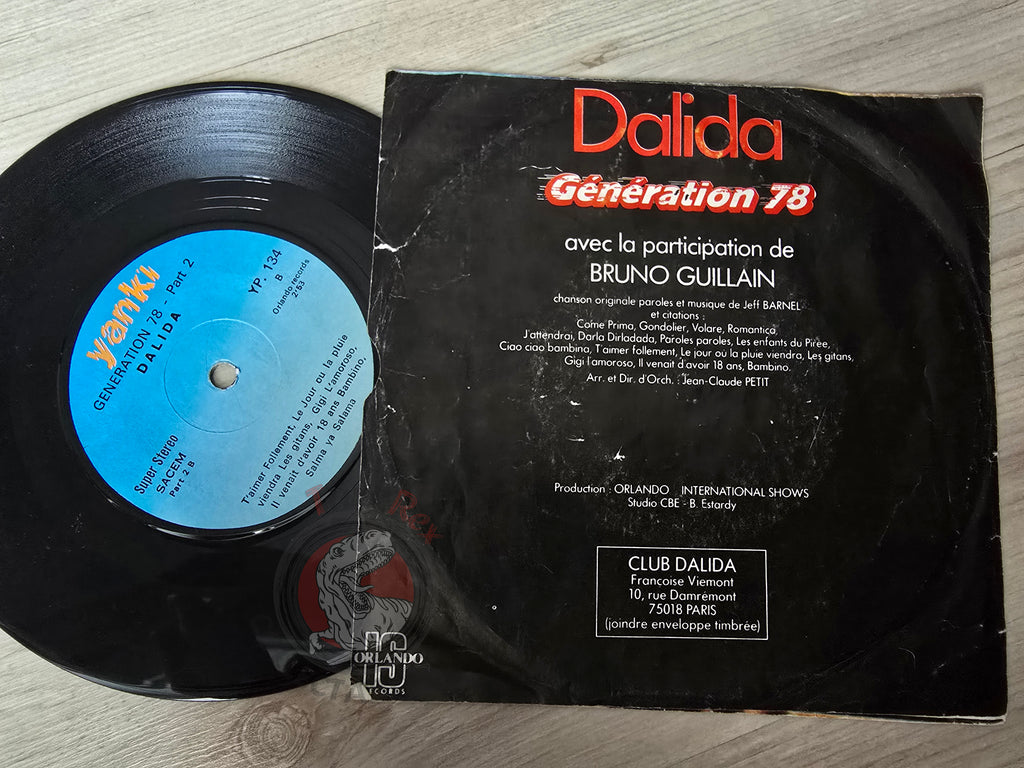 yanki
GENERATION 78 - Part 2
DALIDA
YP. 134
B
Orlando records
2'53
Super Stereo
SACEM
Part 2 B
T'aimer Follement, Le Jour ou la pluie
viendra Les gitans, Gigi L'amoroso,
Il venait d'avoir 18 ans Bambino,
Salma ya Salama
Dalida
Génération 78
avec la participation de
BRUNO GUILLAIN
chanson originale paroles et musique de Jeff BARNEL
et citations :
Come Prima, Gondolier, Volare, Romantica,
J'attendrai, Darla Dirladada, Paroles paroles, Les enfants du Pirée,
Ciao ciao bambina, T'aimer follement, Le jour où la pluie viendra, Les gitans,
Gigi l'amoroso, Il venait d'avoir 18 ans, Bambino.
Arr. et Dir. d'Orch. : Jean-Claude PETIT
Production : ORLANDO INTERNATIONAL SHOWS
Studio CBE - B. Estardy
CLUB DALIDA
Françoise Viemont
10, rue Damrémont
75018 PARIS
(joindre enveloppe timbrée)
Rex
IS
ORLANDO
RECORDS